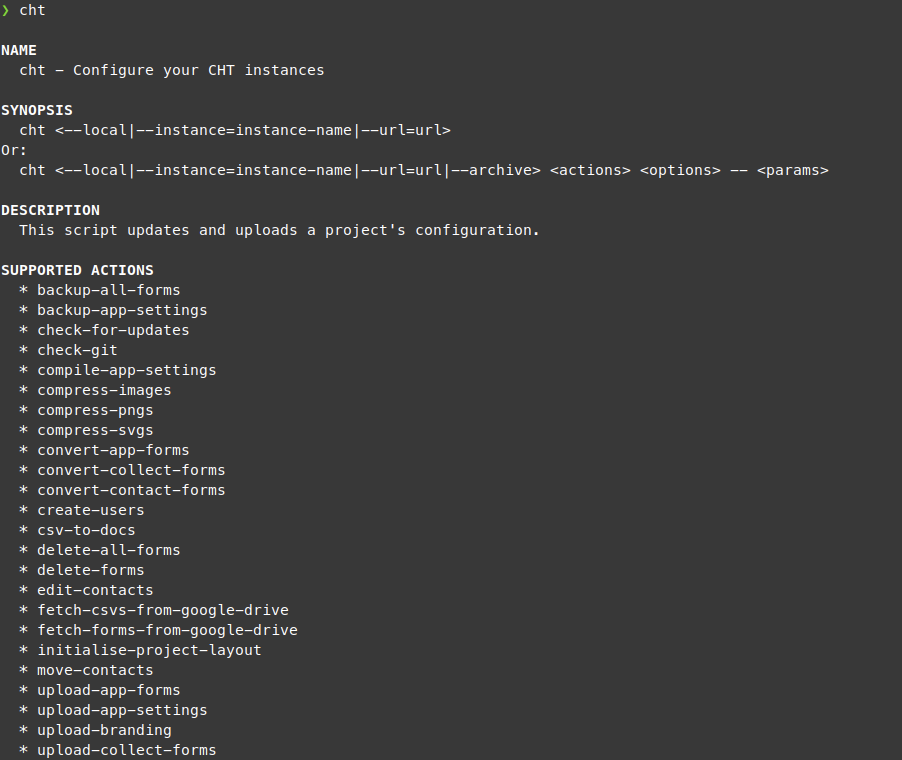 ❯ cht
NAME
cht - Configure your CHT instances
SYNOPSIS
cht <--local|--instance=instance-name|--url=url>
Or:
cht <--local|--instance=instance-name|--url=url|--archive> <actions> <options> -- <params>
DESCRIPTION
This script updates and uploads a project's configuration.
SUPPORTED ACTIONS
* backup-all-forms
* backup-app-settings
* check-for-updates
* check-git
* compile-app-settings
* compress-images
* compress-pngs
* compress-svgs
* convert-app-forms
* convert-collect-forms
* convert-contact-forms
* create-users
* csv-to-docs
* delete-all-forms
* delete-forms
* edit-contacts
* fetch-csvs-from-google-drive
* fetch-forms-from-google-drive
* initialise-project-layout
* move-contacts
* upload-app-forms
* upload-app-settings
* upload-branding
* upload-collect-forms